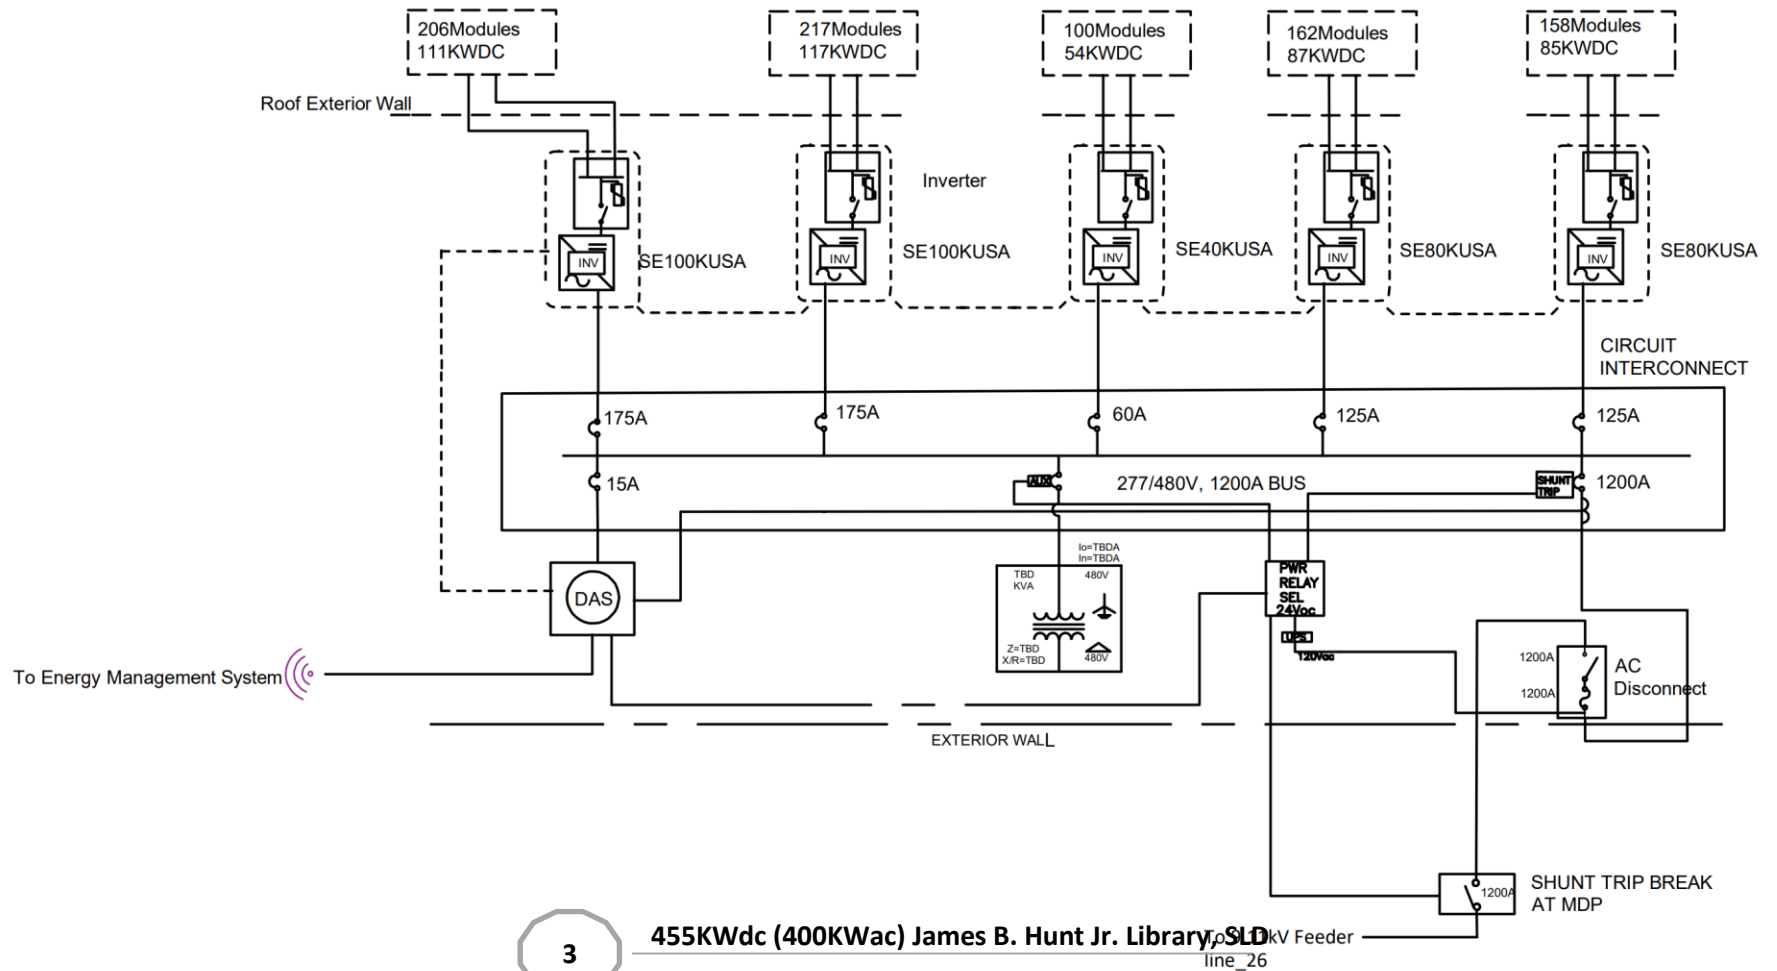 206Modules
111KWDC
217Modules
117KWDC
100Modules
54KWDC
162Modules
87KWDC
158Modules
85KWDC
Roof Exterior Wall
Inverter
INV
SE100KUSA
INV
SE100KUSA
INV
SE40KUSA
INV
SE80KUSA
INV
SE80KUSA
CIRCUIT
INTERCONNECT
175A
175A
60A
125A
125A
15A
AUX
277/480V, 1200A BUS
SHUNT
TRIP
1200A
Io=TBDA
In=TBDA
TBD
KVA
480V
Z=TBD
X/R=TBD
480V
PWR
RELAY
SEL
24Voc
UPS
120Vac
DAS
To Energy Management System
1200A
1200A
AC
Disconnect
EXTERIOR WALL
1200A
SHUNT TRIP BREAK
AT MDP
3
455KWdc (400KWac) James B. Hunt Jr. Library, SLD
kV Feeder
line_26